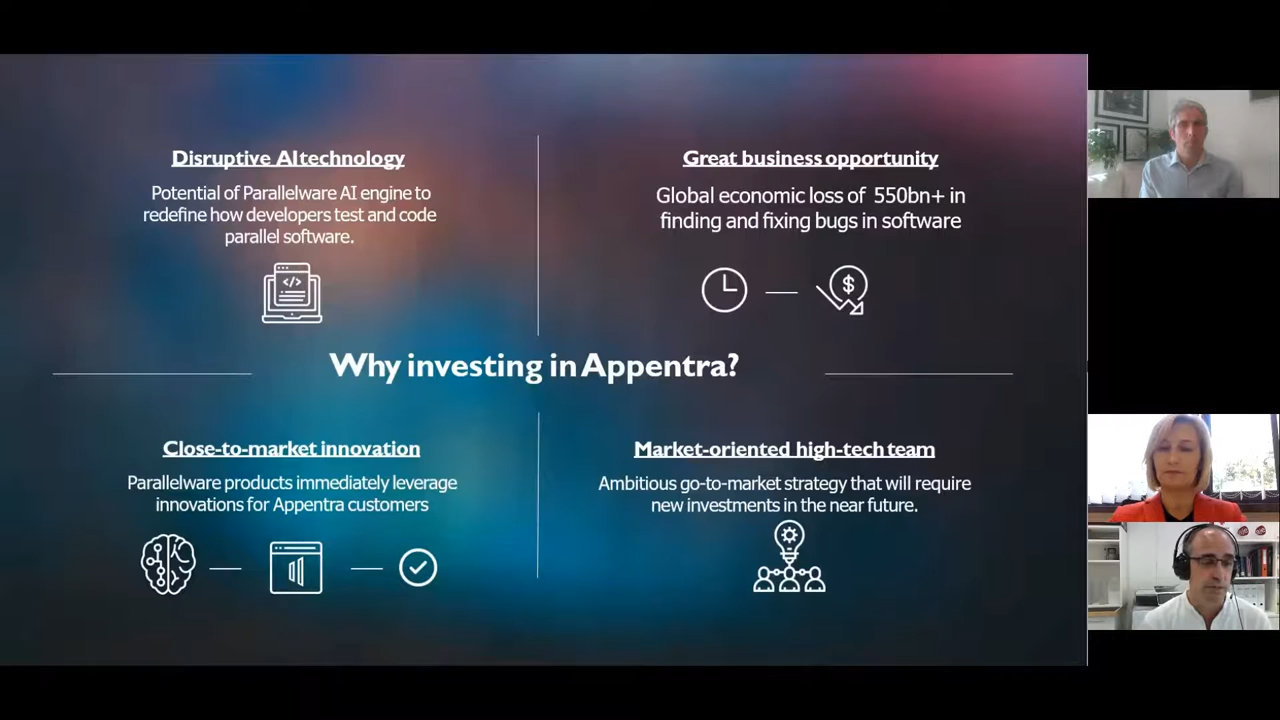 Disruptive AI technology
Potential of Parallelware AI engine to
redefine how developers test and code
parallel software.
Great business opportunity
Global economic loss of 550bn+ in
finding and fixing bugs in software
$
Why investing in Appentra?
Close-to-market innovation
Parallelware products immediately leverage
innovations for Appentra customers
Market-oriented high-tech team
Ambitious go-to-market strategy that will require
new investments in the near future.